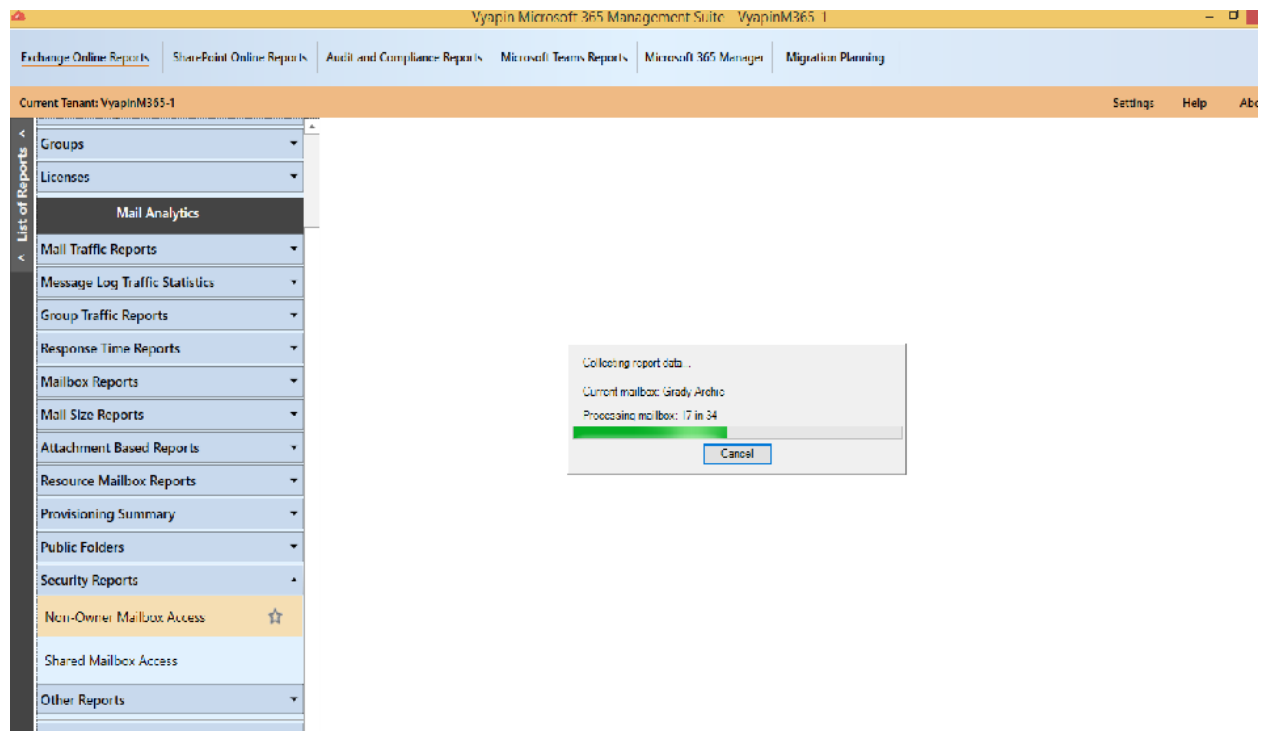 Vyapin Microsoft 365 Management Suite - VyapinM365-1
Exchange Online Reports SharePoint Online Reports Audit and Compliance Reports Microsoft Teams Reports Microsoft 365 Manager Migration Planning
Current Tenant: VyapinM365-1 Settings Help Abo
< List of Reports <
Groups
Licenses
Mail Analytics
Mail Traffic Reports
Message Log Traffic Statistics
Group Traffic Reports
Response Time Reports
Mailbox Reports
Mail Size Reports
Attachment Based Reports
Resource Mailbox Reports
Provisioning Summary
Public Folders
Security Reports
Non-Owner Mailbox Access
Shared Mailbox Access
Other Reports
Collecting report data...
Current mailbox: Grady Archie
Processing mailbox: 17 in 34
Cancel